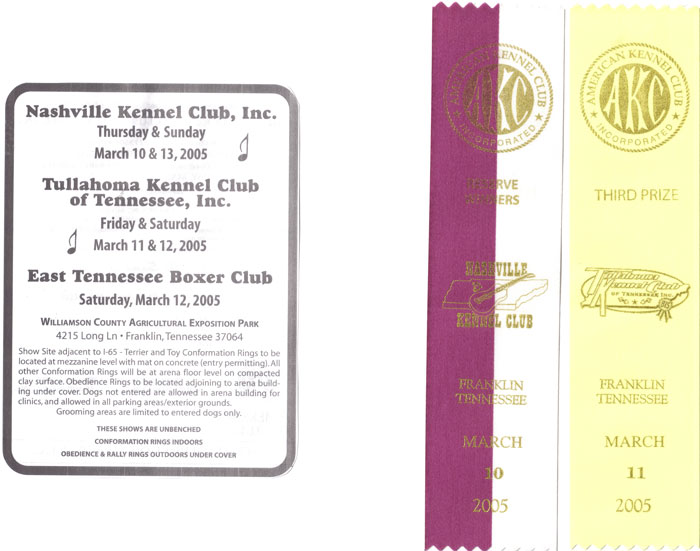 Nashville Kennel Club, Inc.
Thursday & Sunday
March 10 & 13, 2005
Tullahoma Kennel Club
of Tennessee, Inc.
Friday & Saturday
March 11 & 12, 2005
East Tennessee Boxer Club
Saturday, March 12, 2005
WILLIAMSON COUNTY AGRICULTURAL EXPOSITION PARK
4215 Long Ln • Franklin, Tennessee 37064
Show Site adjacent to I-65 - Terrier and Toy Conformation Rings to be
located at mezzanine level with mat on concrete (entry permitting). All
other Conformation Rings will be at arena floor level on compacted
clay surface. Obedience Rings to be located adjoining to arena build-
ing under cover. Dogs not entered are allowed in arena building for
clinics, and allowed in all parking areas/exterior grounds.
Grooming areas are limited to entered dogs only.
THESE SHOWS ARE UNBENCHED
CONFORMATION RINGS INDOORS
OBEDIENCE & RALLY RINGS OUTDOORS UNDER COVER
AMERICAN KENNEL CLUB
AKC
INCORPORATED
RESERVE
WINNERS
NASHVILLE
KENNEL CLUB
FRANKLIN
TENNESSEE
MARCH
10
2005
AMERICAN KENNEL CLUB
AKC
INCORPORATED
THIRD PRIZE
Tullahoma
Kennel Club
OF TENNESSEE INC.
FRANKLIN
TENNESSEE
MARCH
11
2005